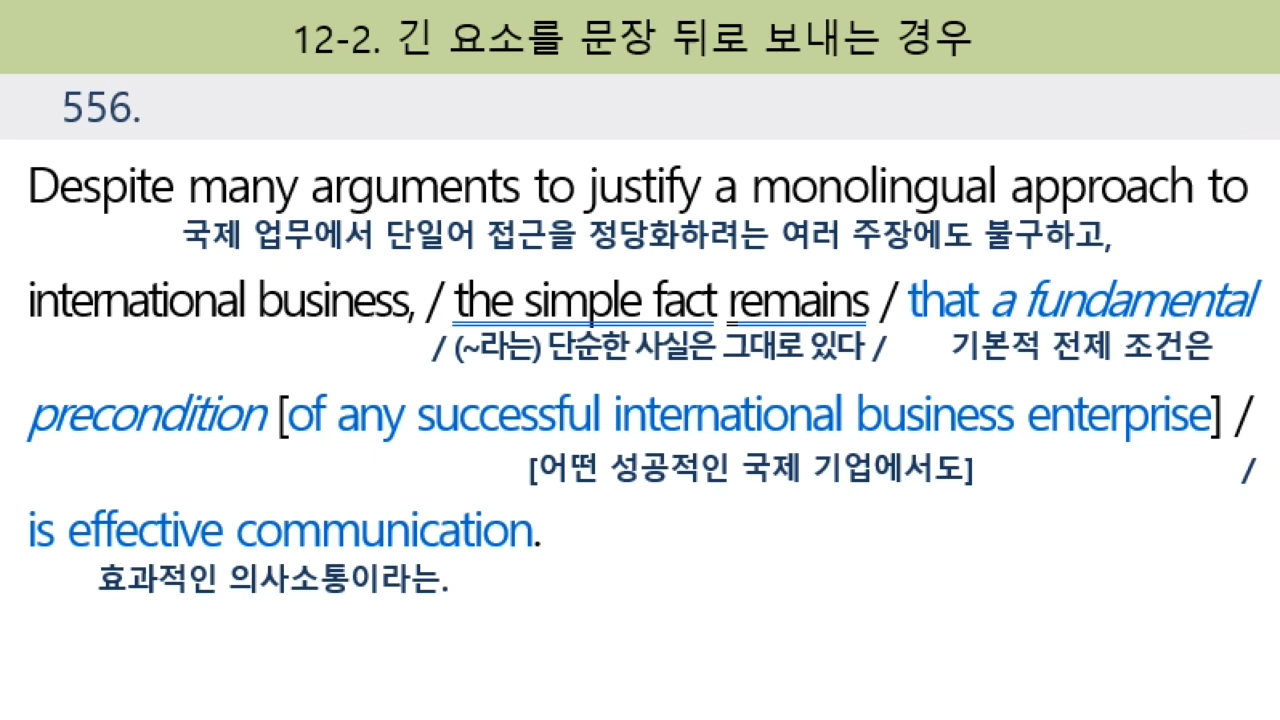 12-2. 긴 요소를 문장 뒤로 보내는 경우
556.
Despite many arguments to justify a monolingual approach to
국제 업무에서 단일어 접근을 정당화하려는 여러 주장에도 불구하고,
international business, / the simple fact remains / that a fundamental
/ (~라는) 단순한 사실은 그대로 있다 / 기본적 전제 조건은
precondition [of any successful international business enterprise] /
[어떤 성공적인 국제 기업에서도] /
is effective communication.
효과적인 의사소통이라는.